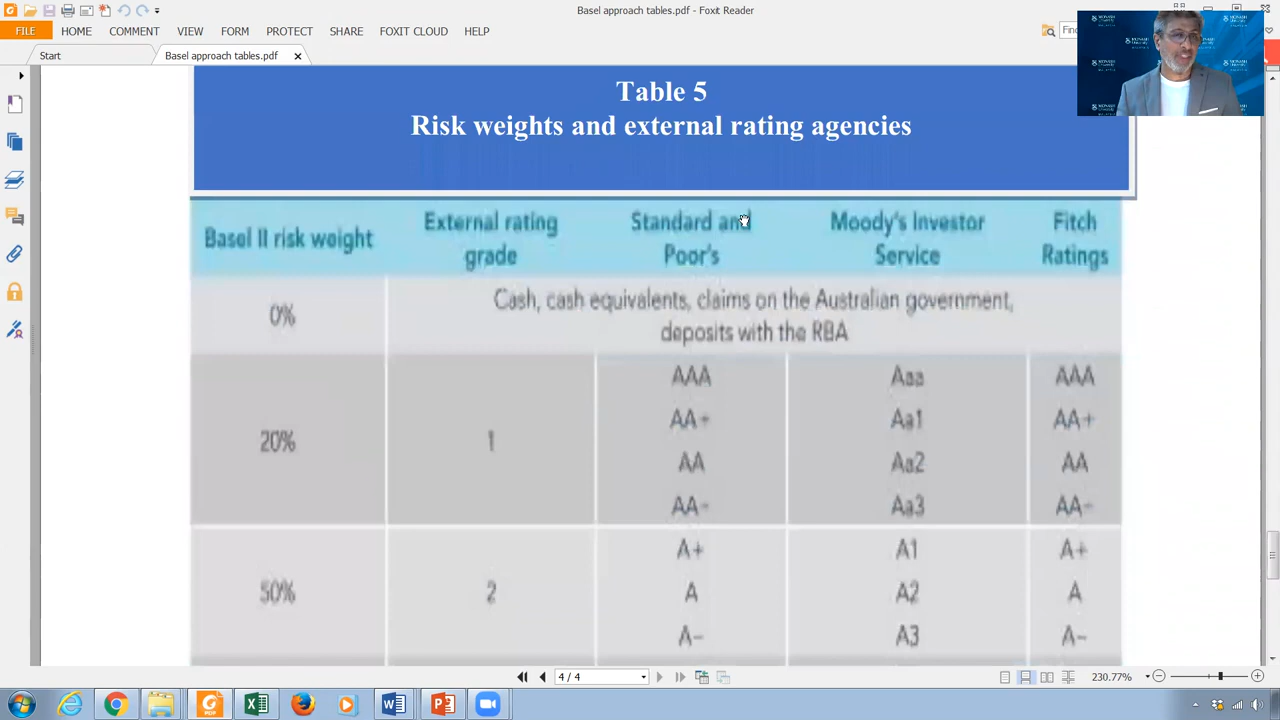 Basel approach tables.pdf - Foxit Reader
FILE HOME COMMENT VIEW FORM PROTECT SHARE FOXIT CLOUD HELP
Start Basel approach tables.pdf
Table 5
Risk weights and external rating agencies
Basel II risk weight External rating grade Standard and Poor's Moody's Investor Service Fitch Ratings
0% Cash, cash equivalents, claims on the Australian government,
deposits with the RBA
AAA Aaa AAA
AA+ Aa1 AA+
20% 1
AA Aa2 AA
AA- Aa3 AA-
A+ A1 A+
50% 2 A A2 A
A- A3 A-
4 / 4
230.77%